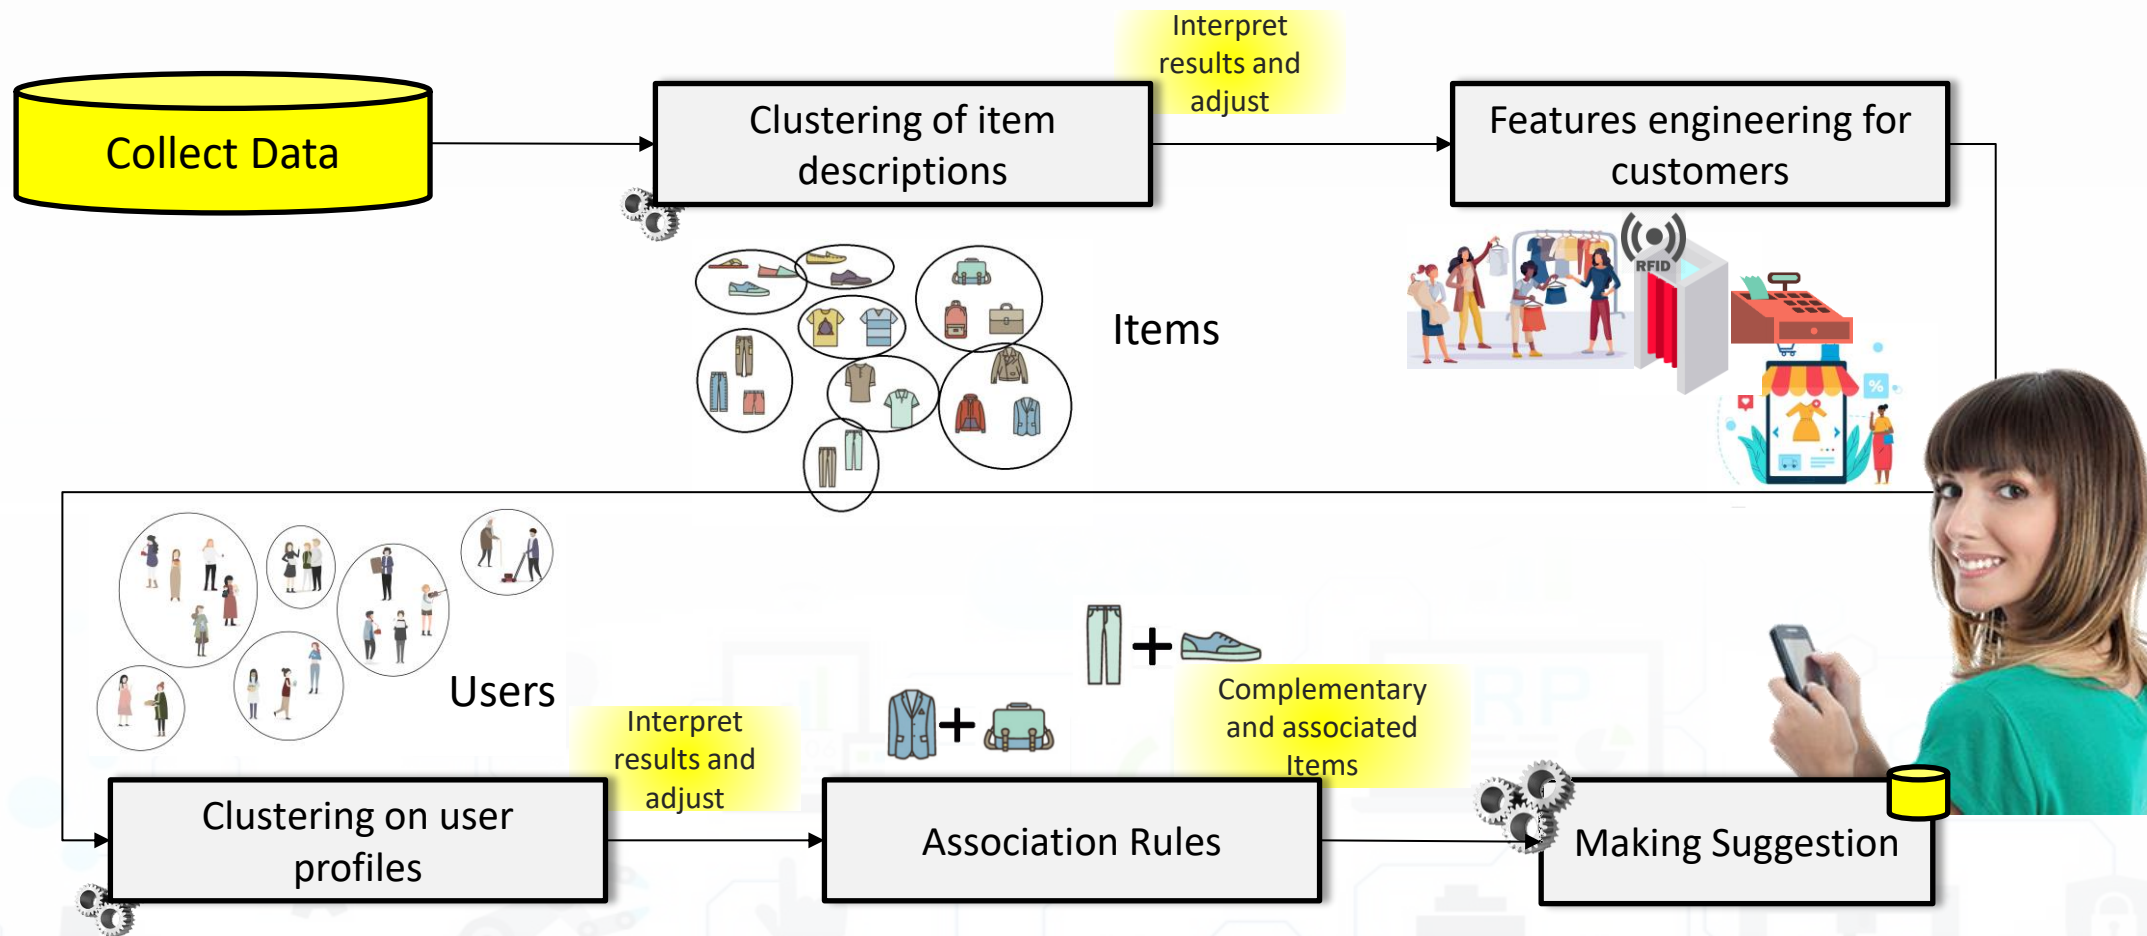 Interpret
results and
adjust
Collect Data
Clustering of item
descriptions
Features engineering for
customers
RFID
Items
%
Users
Interpret
results and
adjust
Complementary
and associated
Items
RP
Clustering on user
profiles
Association Rules
Making Suggestion